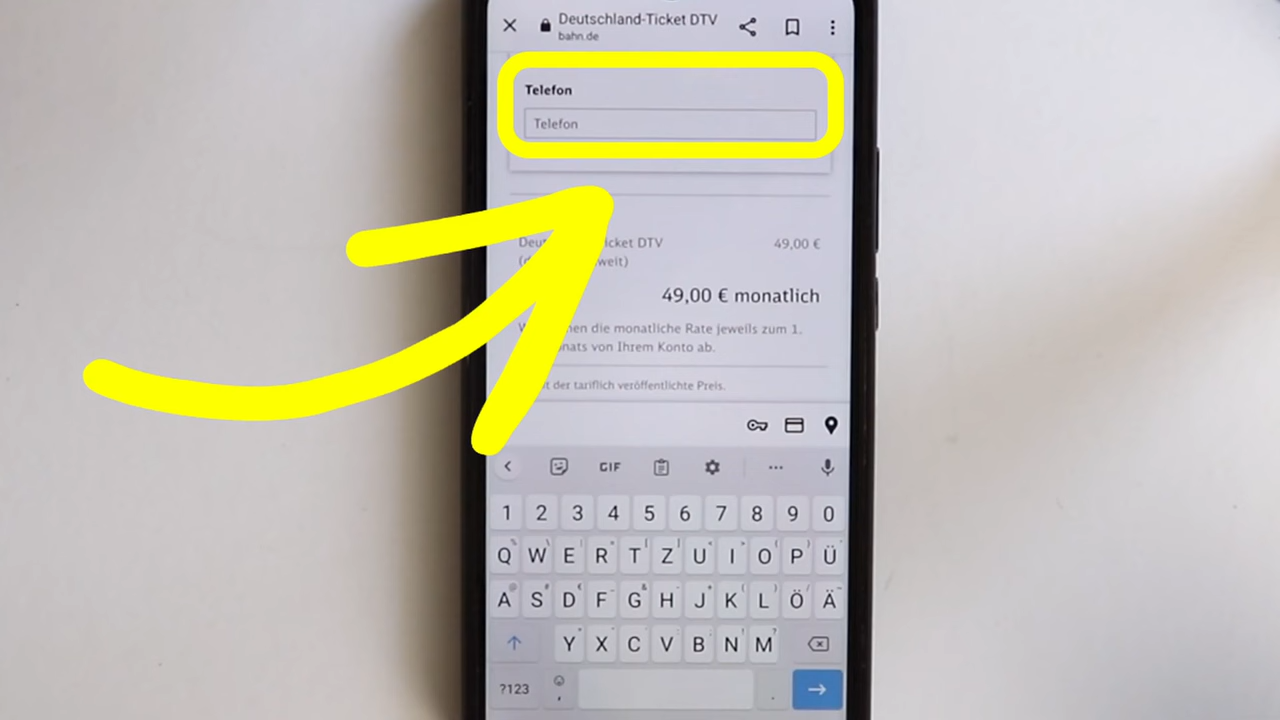 Deutschland-Ticket DTV
bahn.de
Telefon
Telefon
icket DTV 49,00 €
49,00 € monatlich
die monatliche Rate jeweils zum 1.
von Ihrem Konto ab.
der tariflich veröffentlichte Preis.
GIF
1 2 3 4 5 6 7 8 9 0
Q W E R T Z U I O P Ü
A S D F G H J K L Ö Ä
Y X C V B N M
?123 , .